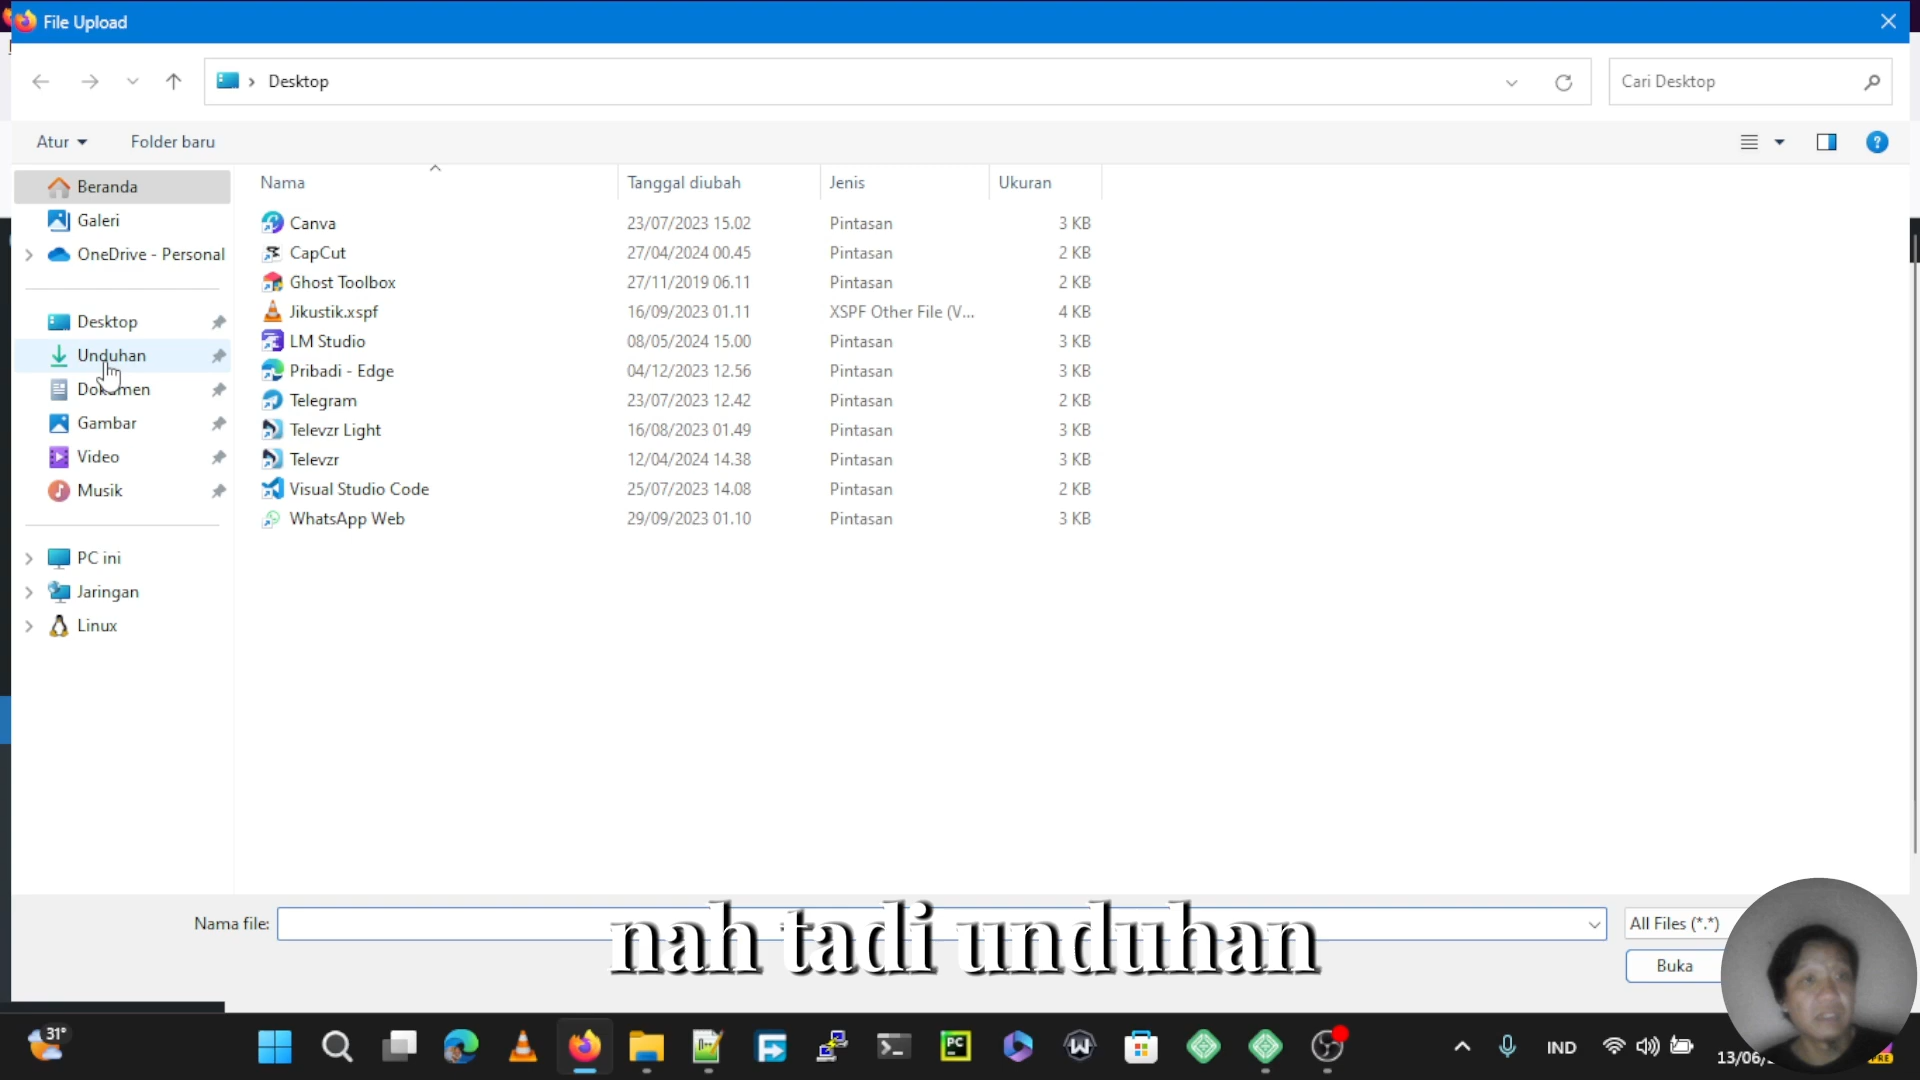 File Upload
Desktop
Cari Desktop
Atur
Folder baru
Nama
Tanggal diubah
Jenis
Ukuran
Beranda
Galeri
OneDrive - Personal
Desktop
Unduhan
Dokumen
Gambar
Video
Musik
PC ini
Jaringan
Linux
Canva 23/07/2023 15.02 Pintasan 3 KB
CapCut 27/04/2024 00.45 Pintasan 2 KB
Ghost Toolbox 27/11/2019 06.11 Pintasan 2 KB
Jikustik.xspf 16/09/2023 01.11 XSPF Other File (V... 4 KB
LM Studio 08/05/2024 15.00 Pintasan 3 KB
Pribadi - Edge 04/12/2023 12.56 Pintasan 3 KB
Telegram 23/07/2023 12.42 Pintasan 2 KB
Televzr Light 16/08/2023 01.49 Pintasan 3 KB
Televzr 12/04/2024 14.38 Pintasan 3 KB
Visual Studio Code 25/07/2023 14.08 Pintasan 2 KB
WhatsApp Web 29/09/2023 01.10 Pintasan 3 KB
Nama file:
All Files (*.*)
nah tadi unduhan
Buka
31°
IND
13/06/